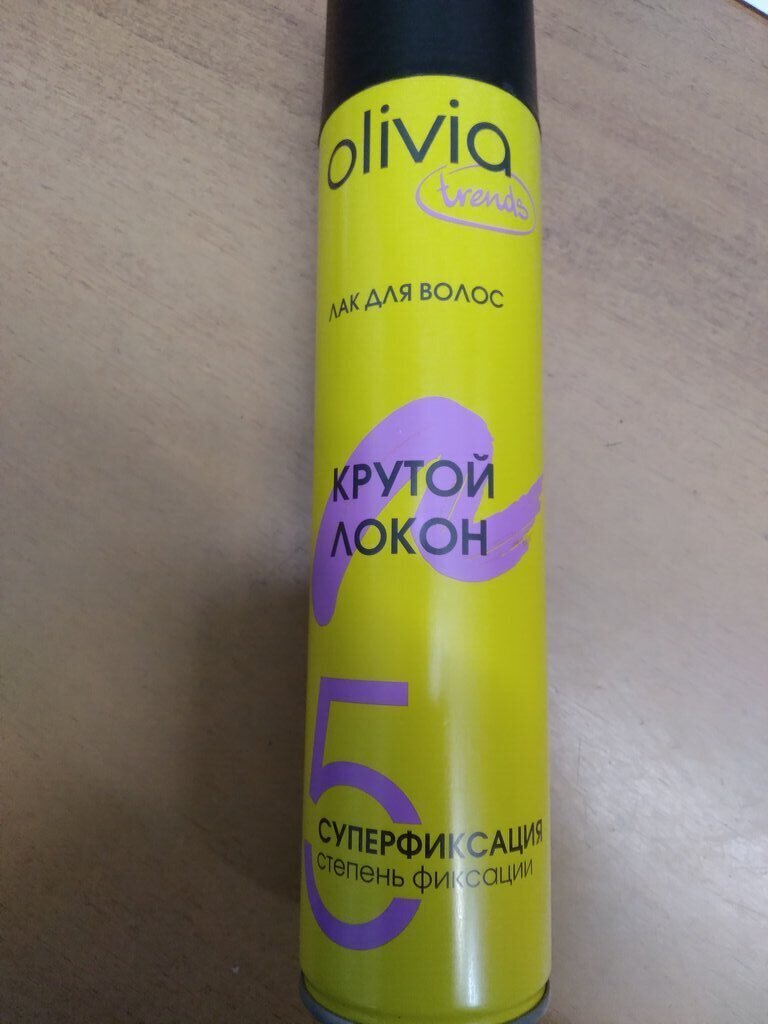 olivia
trends
ЛАК ДЛЯ ВОЛОС
КРУТОЙ
ЛОКОН
5
СУПЕРФИКСАЦИЯ
степень фиксации